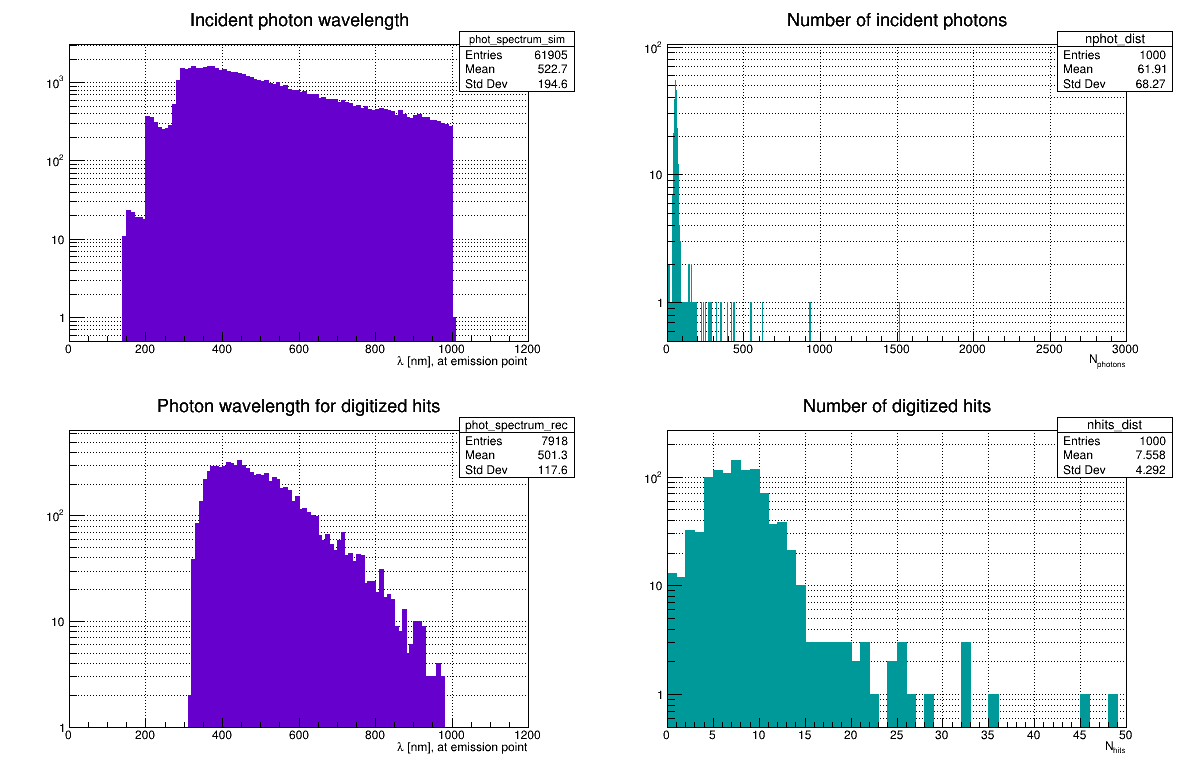 Incident photon wavelength
phot_spectrum_sim
Entries 61905
Mean 522.7
Std Dev 194.6
10³
10²
10
1
0 200 400 600 800 1000 1200
λ [nm], at emission point
Number of incident photons
nphot_dist
Entries 1000
Mean 61.91
Std Dev 68.27
10²
10
1
0 500 1000 1500 2000 2500 3000
N_photons
Photon wavelength for digitized hits
phot_spectrum_rec
Entries 7918
Mean 501.3
Std Dev 117.6
10²
10
1
0 200 400 600 800 1000 1200
λ [nm], at emission point
Number of digitized hits
nhits_dist
Entries 1000
Mean 7.558
Std Dev 4.292
10²
10
1
0 5 10 15 20 25 30 35 40 45 50
N_hits